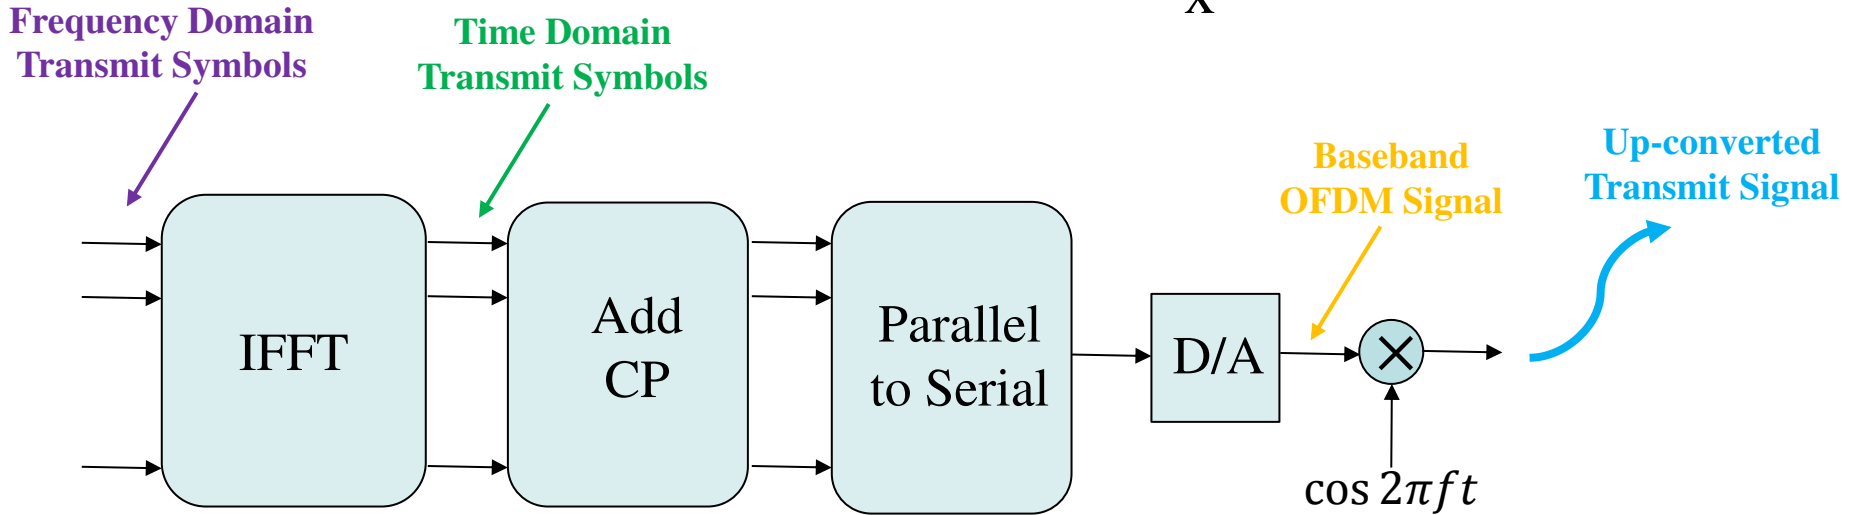 x
Frequency Domain
Transmit Symbols
Time Domain
Transmit Symbols
Baseband
OFDM Signal
Up-converted
Transmit Signal
IFFT
Add
CP
Parallel
to Serial
D/A
×
cos 2𝜋𝑓𝑡